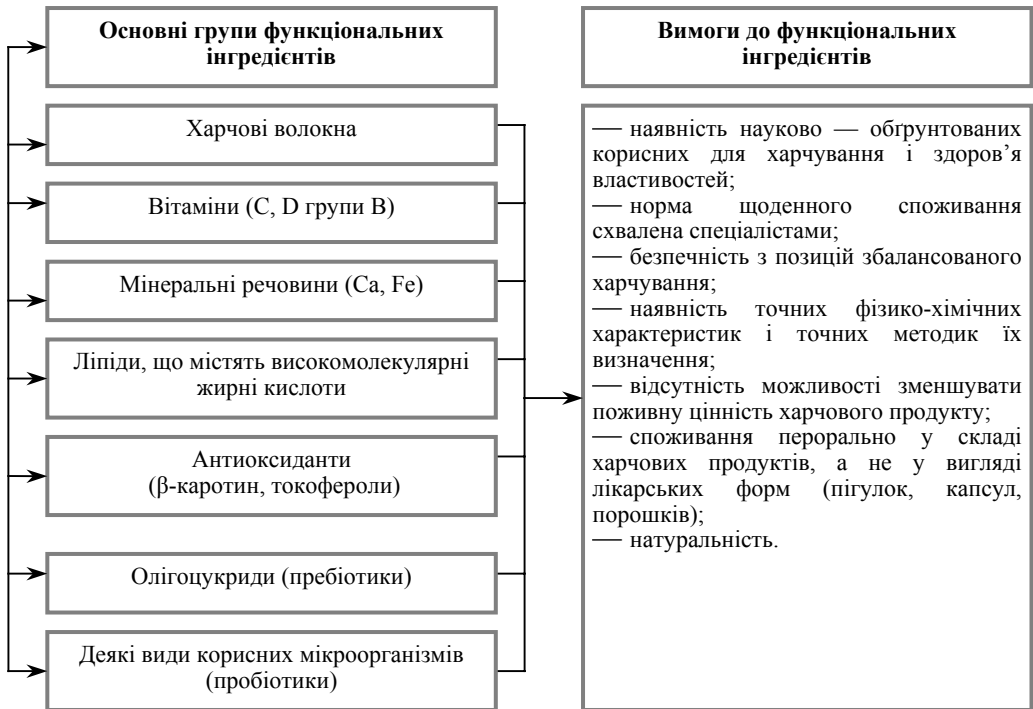 Основні групи функціональних
інгредієнтів
Харчові волокна
Вітаміни (С, D групи В)
Мінеральні речовини (Ca, Fe)
Ліпіди, що містять високомолекулярні
жирні кислоти
Антиоксиданти
(β-каротин, токофероли)
Олігоцукриди (пребіотики)
Деякі види корисних мікроорганізмів
(пробіотики)
Вимоги до функціональних
інгредієнтів
— наявність науково — обґрунтованих
корисних для харчування і здоров’я
властивостей;
— норма щоденного споживання
схвалена спеціалістами;
— безпечність з позицій збалансованого
харчування;
— наявність точних фізико-хімічних
характеристик і точних методик їх
визначення;
— відсутність можливості зменшувати
поживну цінність харчового продукту;
— споживання перорально у складі
харчових продуктів, а не у вигляді
лікарських форм (пігулок, капсул,
порошків);
— натуральність.